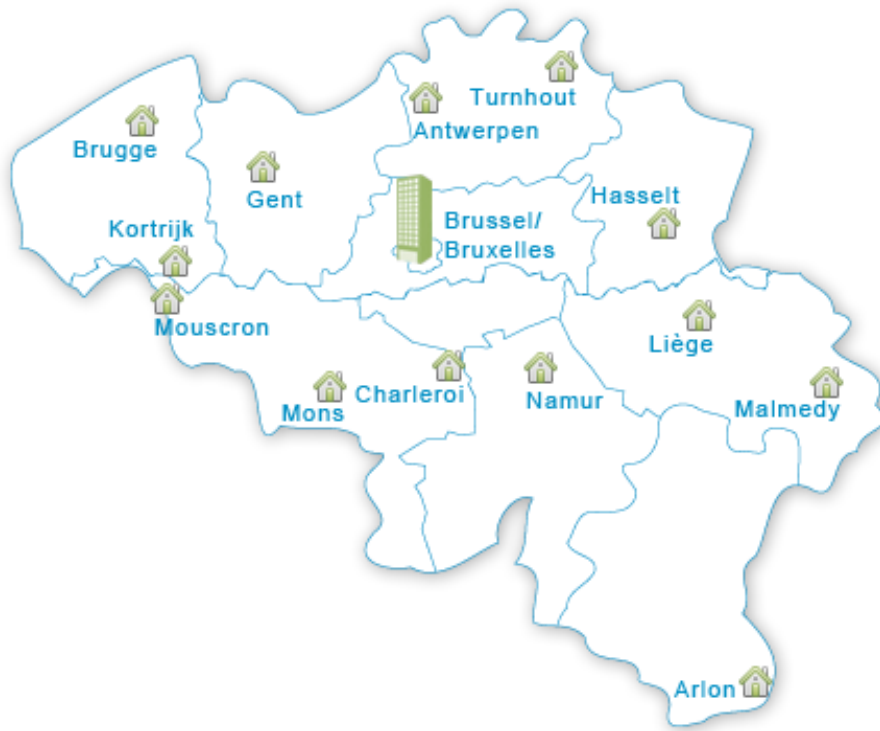 Turnhout
Antwerpen
Brugge
Gent
Hasselt
Brussel/
Bruxelles
Kortrijk
Mouscron
Liège
Charleroi
Namur
Mons
Malmedy
Arlon